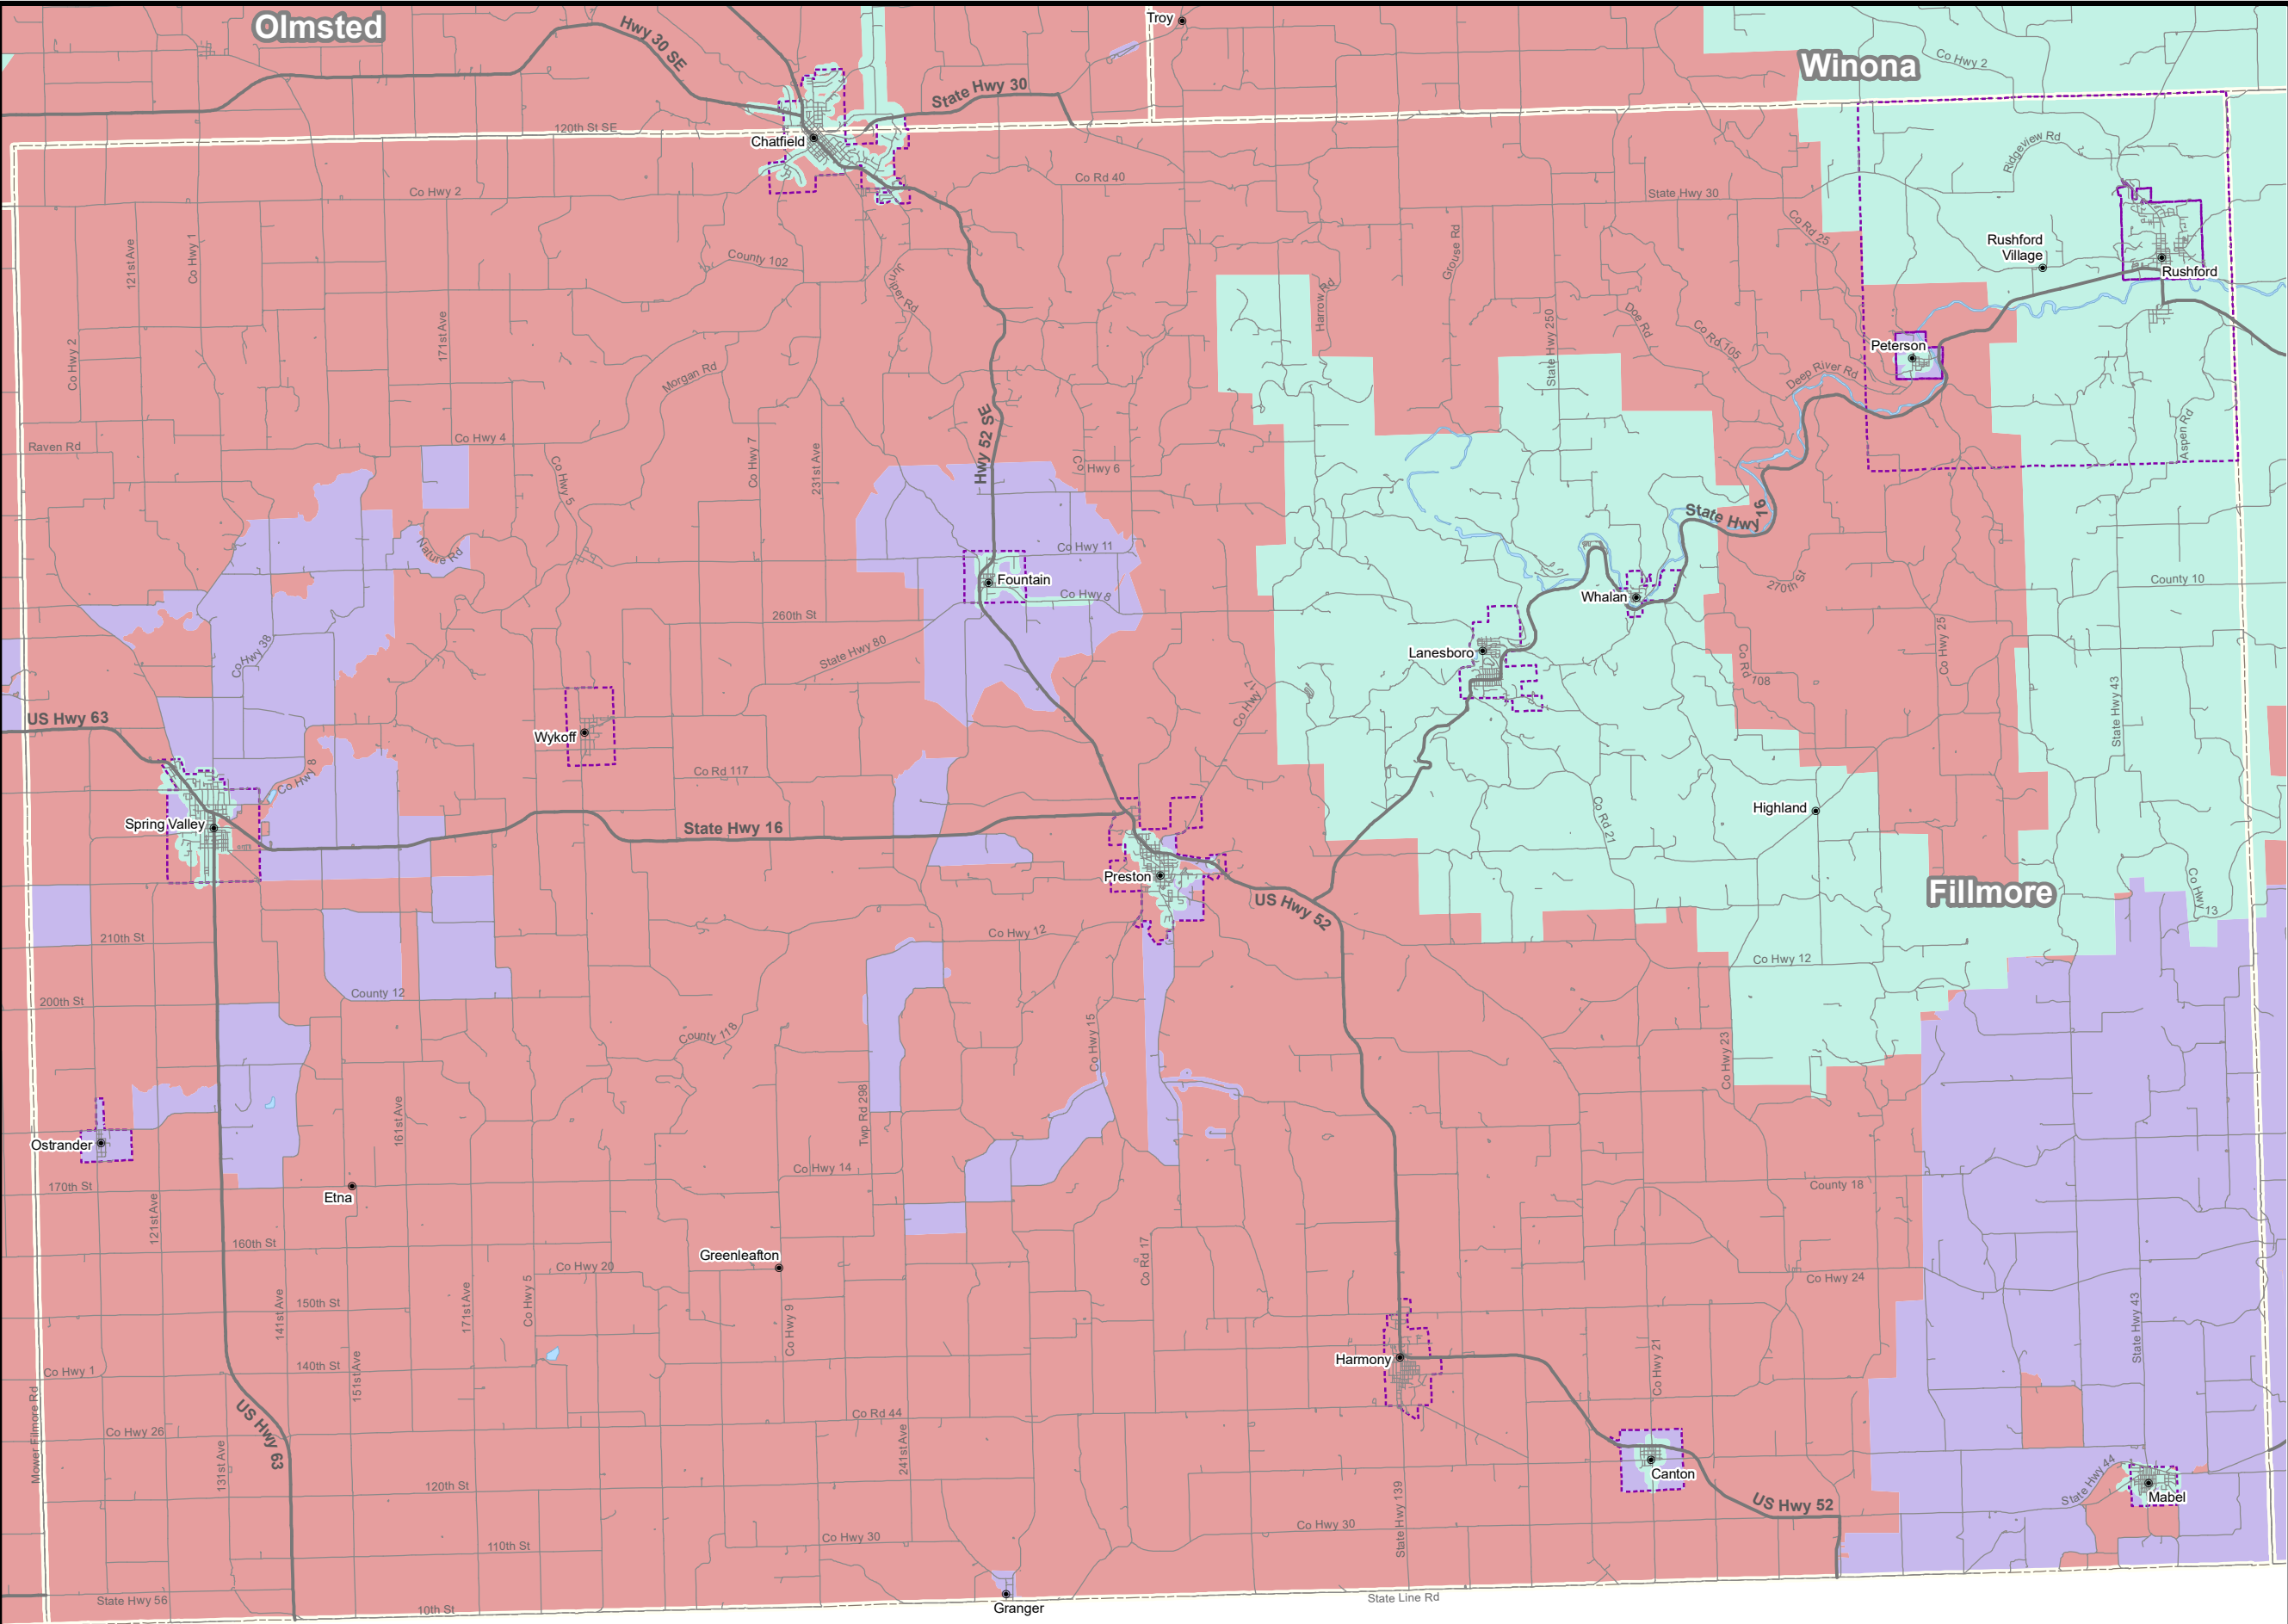 Olmsted
Hwy 30 SE
Troy
Winona
Co Hwy 2
State Hwy 30
120th St SE
Chatfield
Ridgeview Rd
Co Hwy 2
Co Rd 40
State Hwy 30
Co Rd 25
121st Ave
Co Hwy 1
County 102
Juniper Rd
Grouse Rd
Rushford
Village
Rushford
Harrow Rd
State Hwy 250
Doe Rd
Co Rd 105
Peterson
Deep River Rd
Co Hwy 2
171st Ave
Morgan Rd
Hwy 52 SE
Aspen Rd
Raven Rd
Co Hwy 4
Co Hwy 5
Co Hwy 7
231st Ave
Co Hwy 6
State Hwy 16
Nature Rd
Co Hwy 11
Fountain
Co Hwy 8
Whalan
270th St
County 10
260th St
State Hwy 80
Co Hwy 38
Lanesboro
Co Rd 708
Co Hwy 25
Co Hwy 17
State Hwy 43
US Hwy 63
Wykoff
Co Rd 117
Co Hwy 8
Spring Valley
State Hwy 16
Co Rd 21
Highland
Preston
US Hwy 52
Fillmore
Co Hwy 13
210th St
Co Hwy 12
Co Hwy 12
200th St
County 12
County 118
Co Hwy 15
Co Hwy 23
Twp Rd 298
161st Ave
Ostrander
Co Hwy 14
170th St
Etna
County 18
121st Ave
160th St
Greenleafton
Co Hwy 20
Co Rd 17
Co Hwy 24
141st Ave
150th St
171st Ave
Co Hwy 5
Co Hwy 9
State Hwy 43
Co Hwy 1
140th St
151st Ave
Harmony
Co Hwy 21
Mower Filmore Rd
US Hwy 63
Co Rd 44
Co Hwy 26
131st Ave
241st Ave
Canton
State Hwy 44
Mabel
120th St
State Hwy 139
US Hwy 52
Co Hwy 30
Co Hwy 30
110th St
State Hwy 56
10th St
Granger
State Line Rd